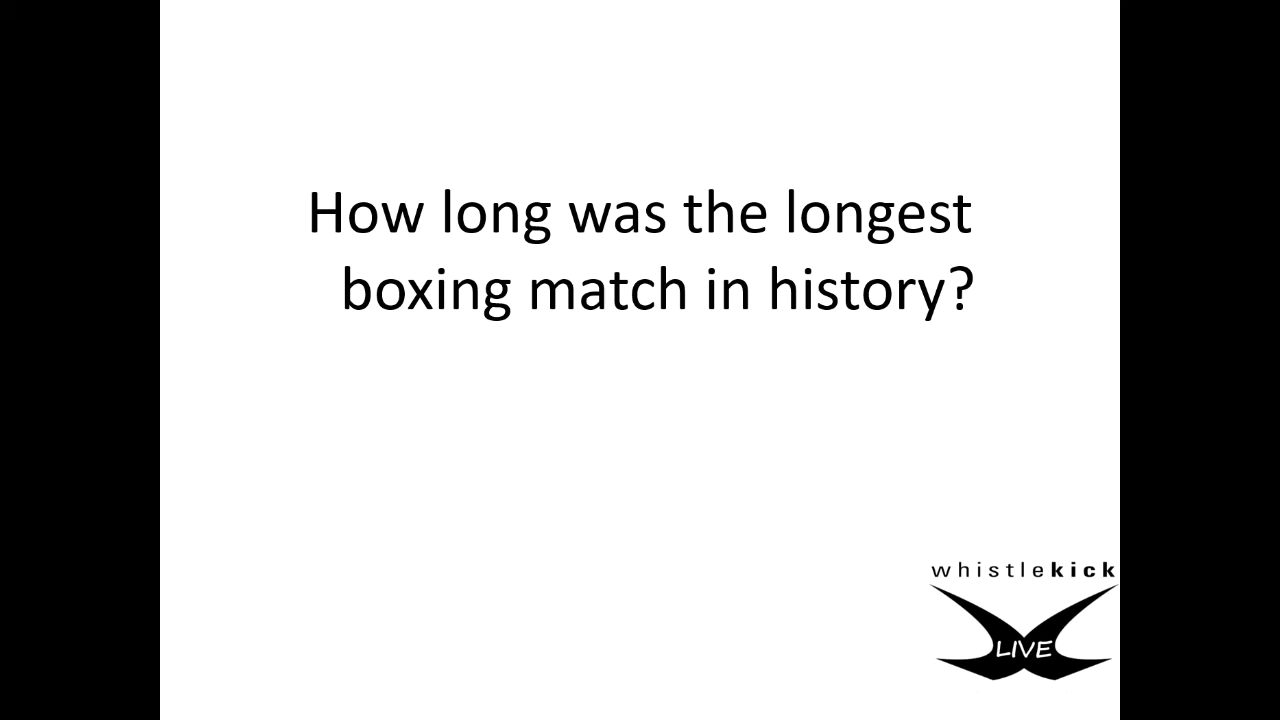 How long was the longest
boxing match in history?
whistlekick
LIVE